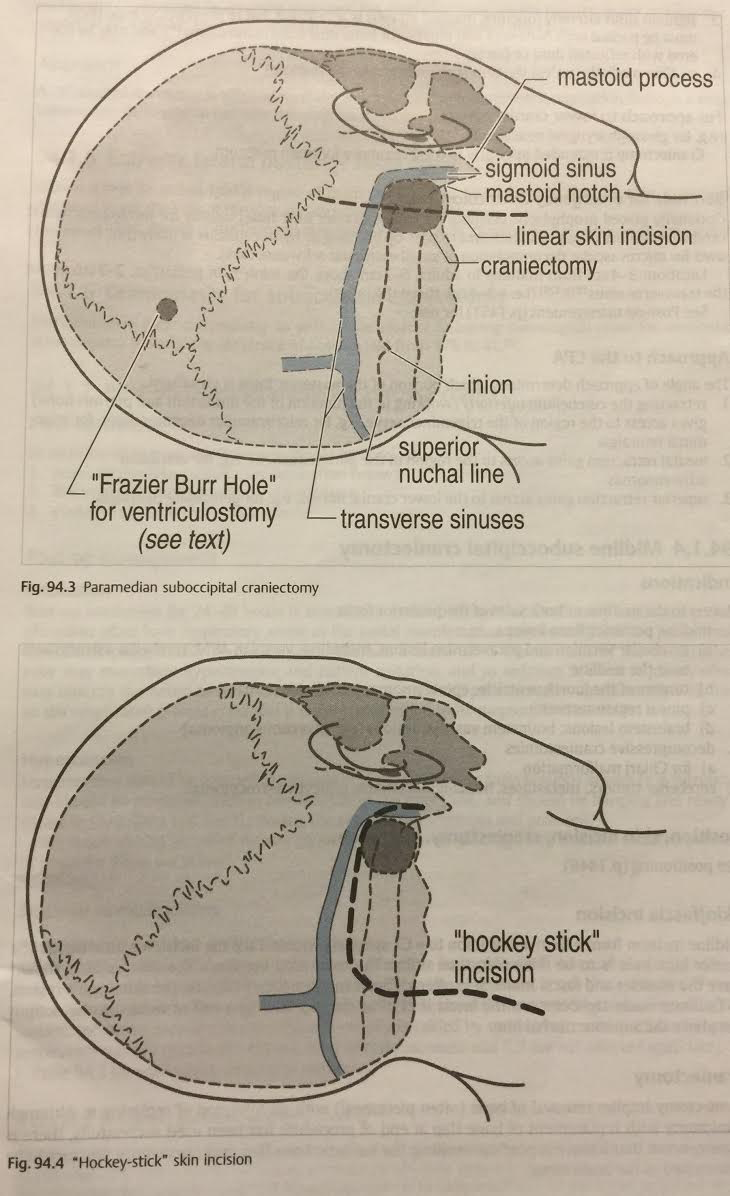 mastoid process
sigmoid sinus
mastoid notch
linear skin incision
craniectomy
inion
superior
nuchal line
"Frazier Burr Hole"
for ventriculostomy
(see text)
transverse sinuses
Fig. 94.3 Paramedian suboccipital craniectomy
"hockey stick"
incision
Fig. 94.4 "Hockey-stick" skin incision